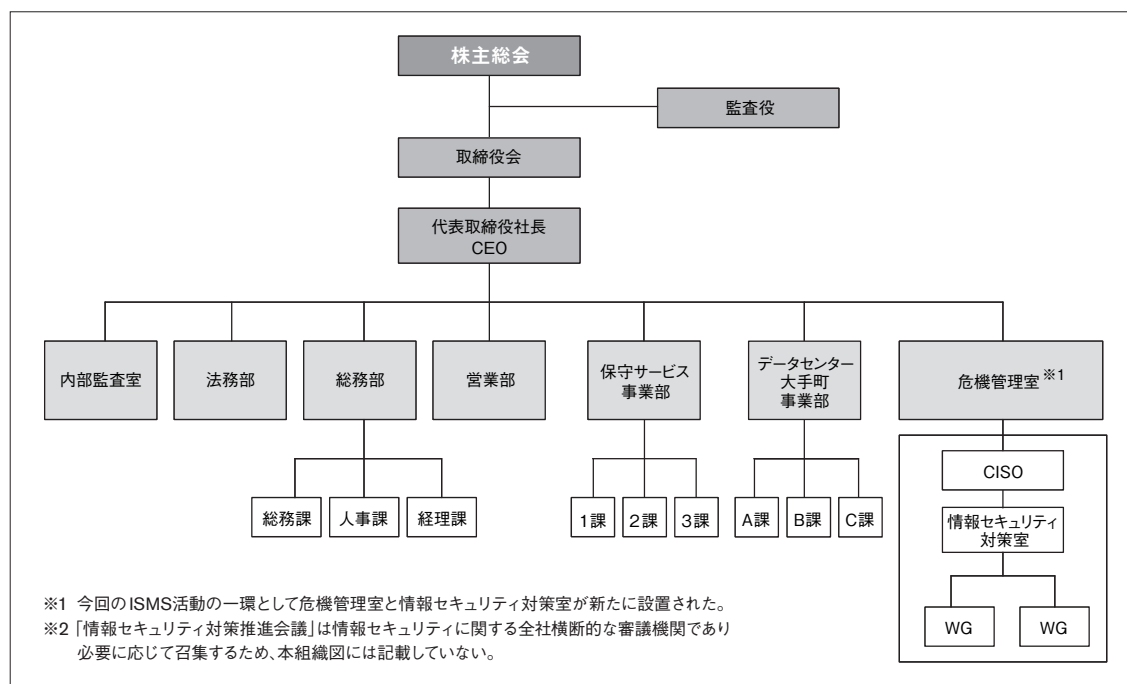 株主総会
監査役
取締役会
代表取締役社長
CEO
内部監査室
法務部
総務部
営業部
保守サービス
事業部
データセンター
大手町
事業部
危機管理室※1
総務課
人事課
経理課
1課
2課
3課
A課
B課
C課
CISO
情報セキュリティ
対策室
WG
WG
※1 今回のISMS活動の一環として危機管理室と情報セキュリティ対策室が新たに設置された。
※2「情報セキュリティ対策推進会議」は情報セキュリティに関する全社横断的な審議機関であり
必要に応じて召集するため、本組織図には記載していない。